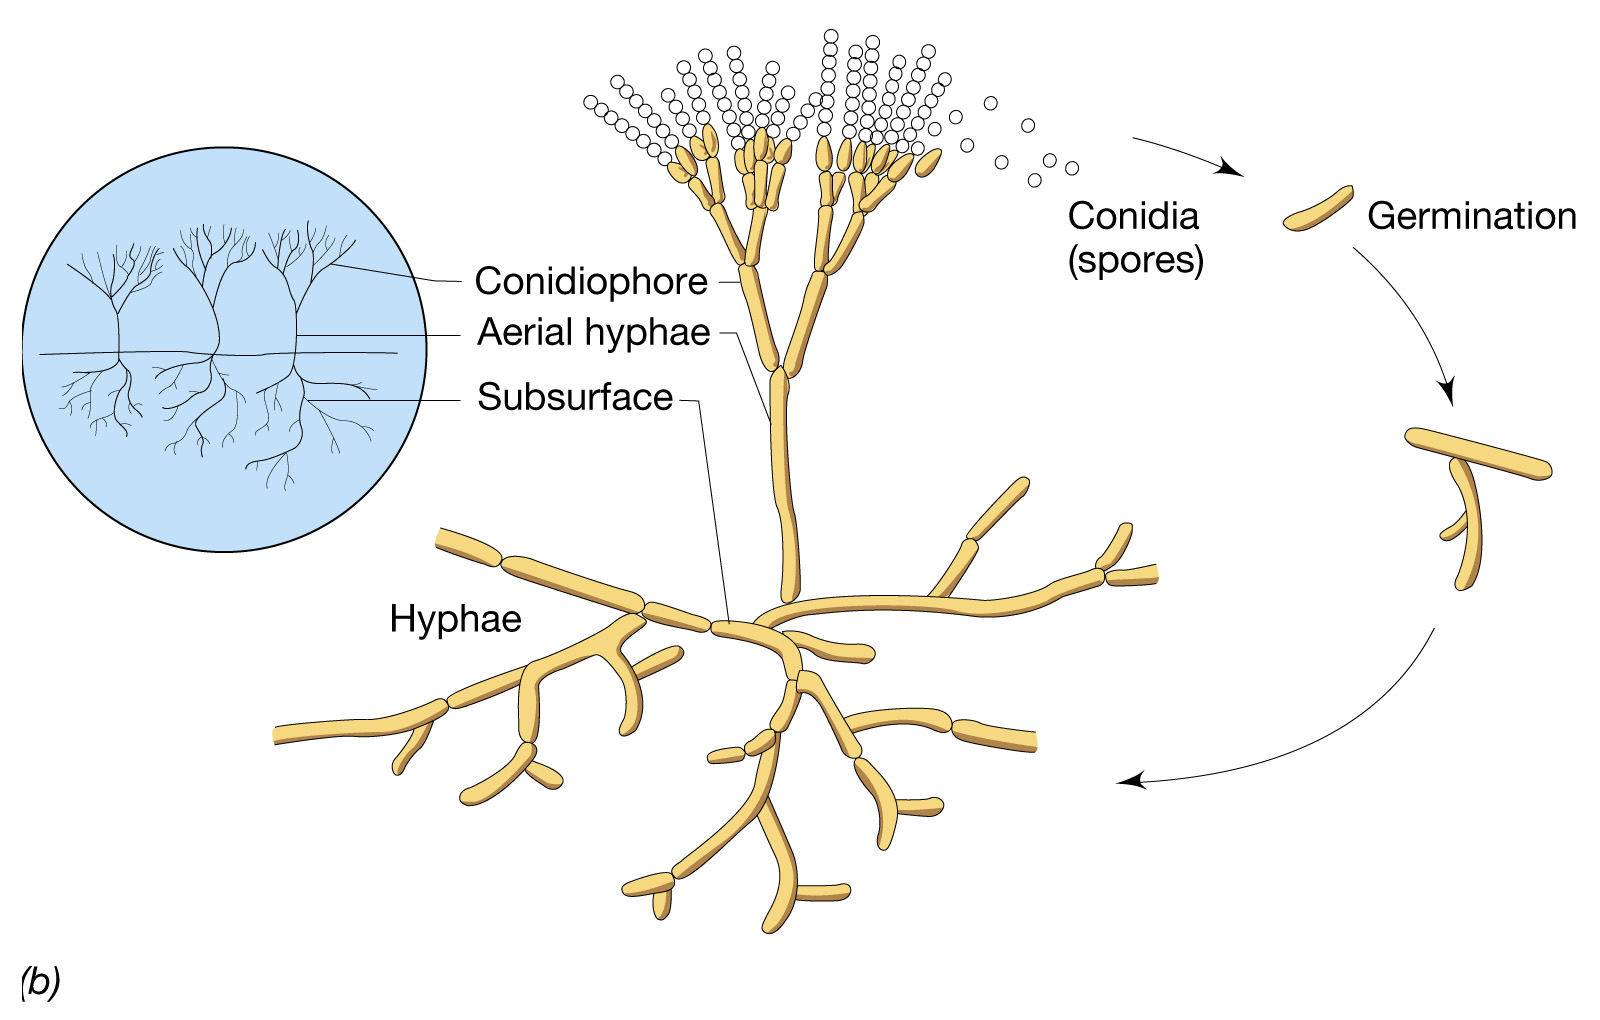 Conidia
(spores)
Germination
Conidiophore
Aerial hyphae
Subsurface
Hyphae
(b)